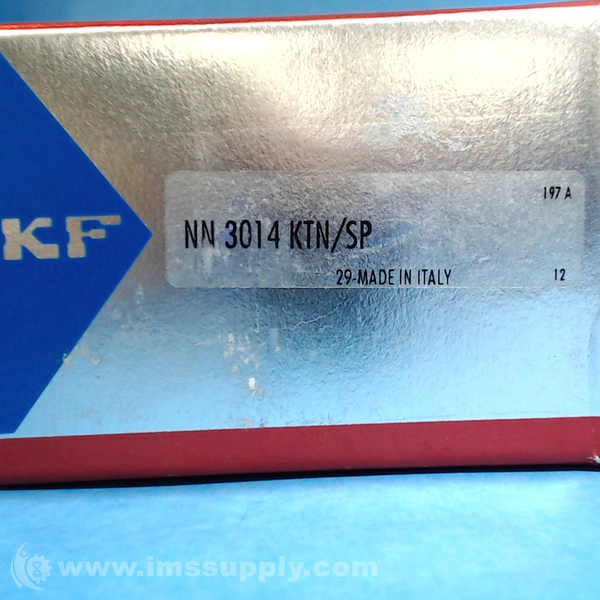 197 A
KF
NN 3014 KTN/SP
29-MADE IN ITALY 12
www.imssupply.com